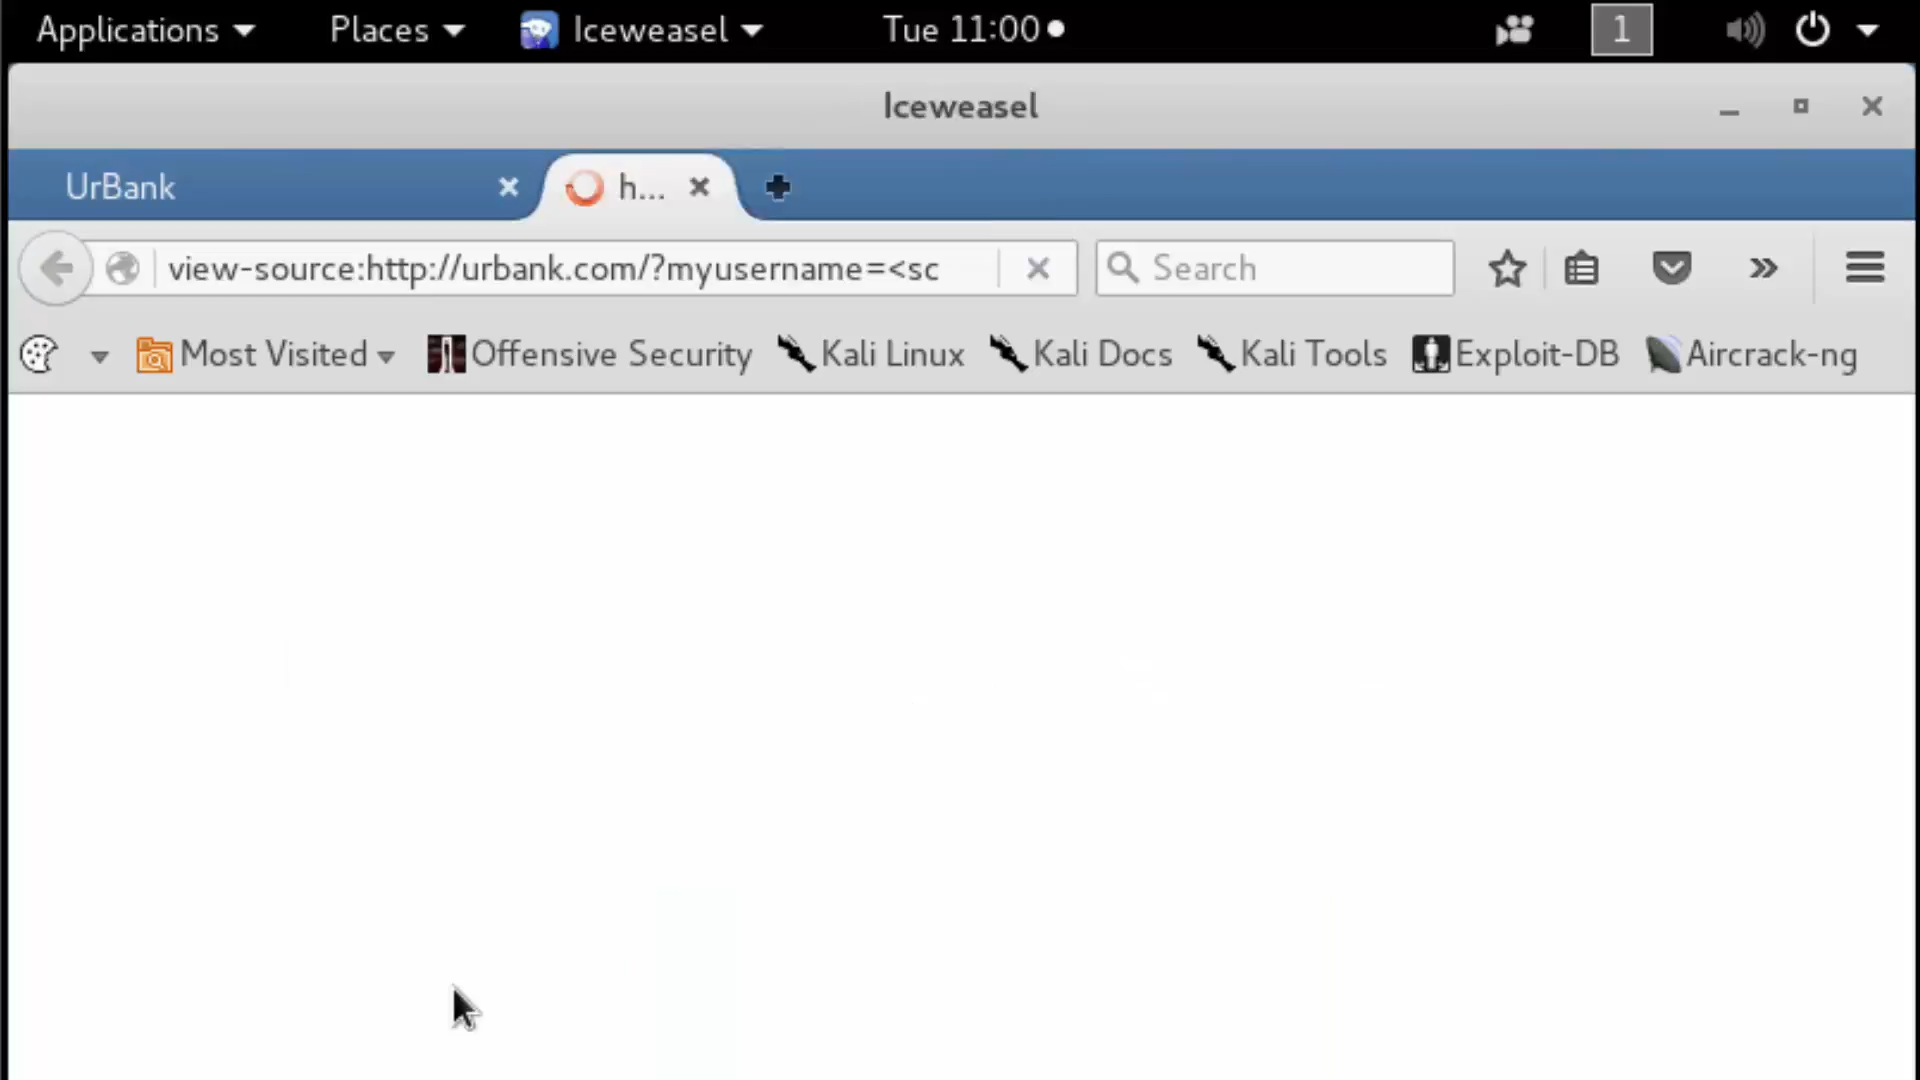 Applications Places Iceweasel Tue 11:00 1
Iceweasel
UrBank h...
view-source:http://urbank.com/?myusername=<sc Search
Most Visited Offensive Security Kali Linux Kali Docs Kali Tools Exploit-DB Aircrack-ng